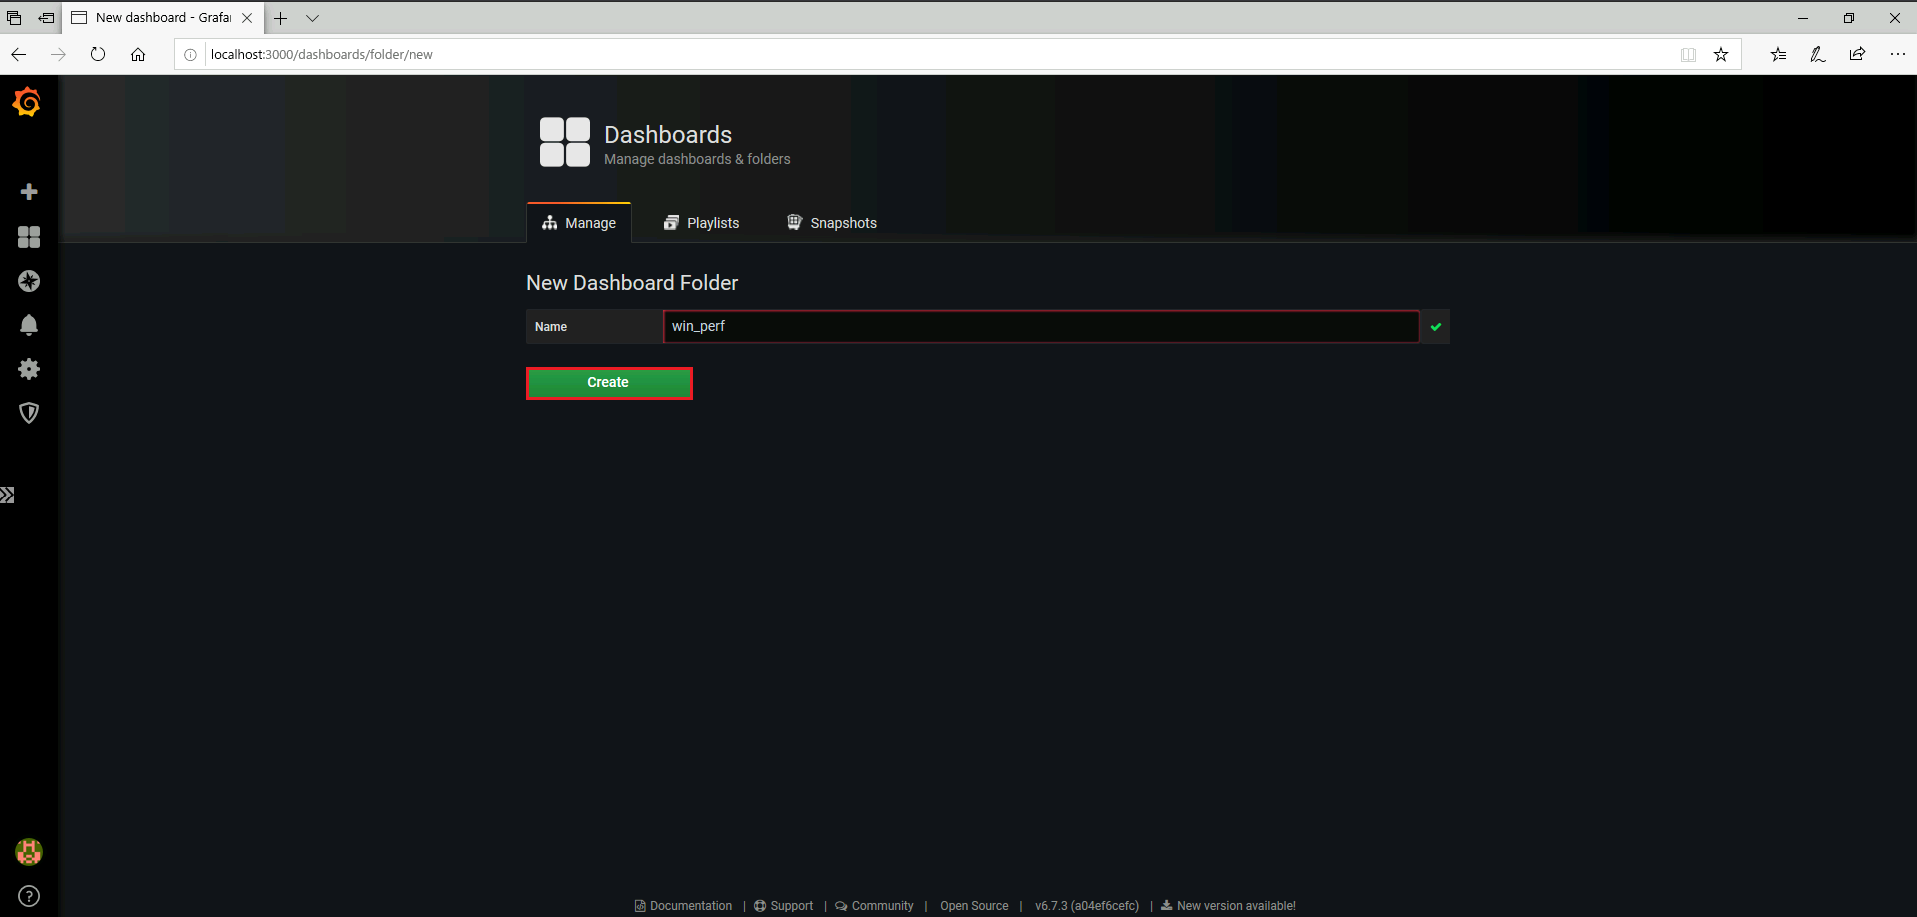 New dashboard - Grafa
localhost:3000/dashboards/folder/new
Dashboards
Manage dashboards & folders
Manage
Playlists
Snapshots
New Dashboard Folder
Name
win_perf
Create
Documentation | Support | Community | Open Source | v6.7.3 (a04ef6cefc) | New version available!